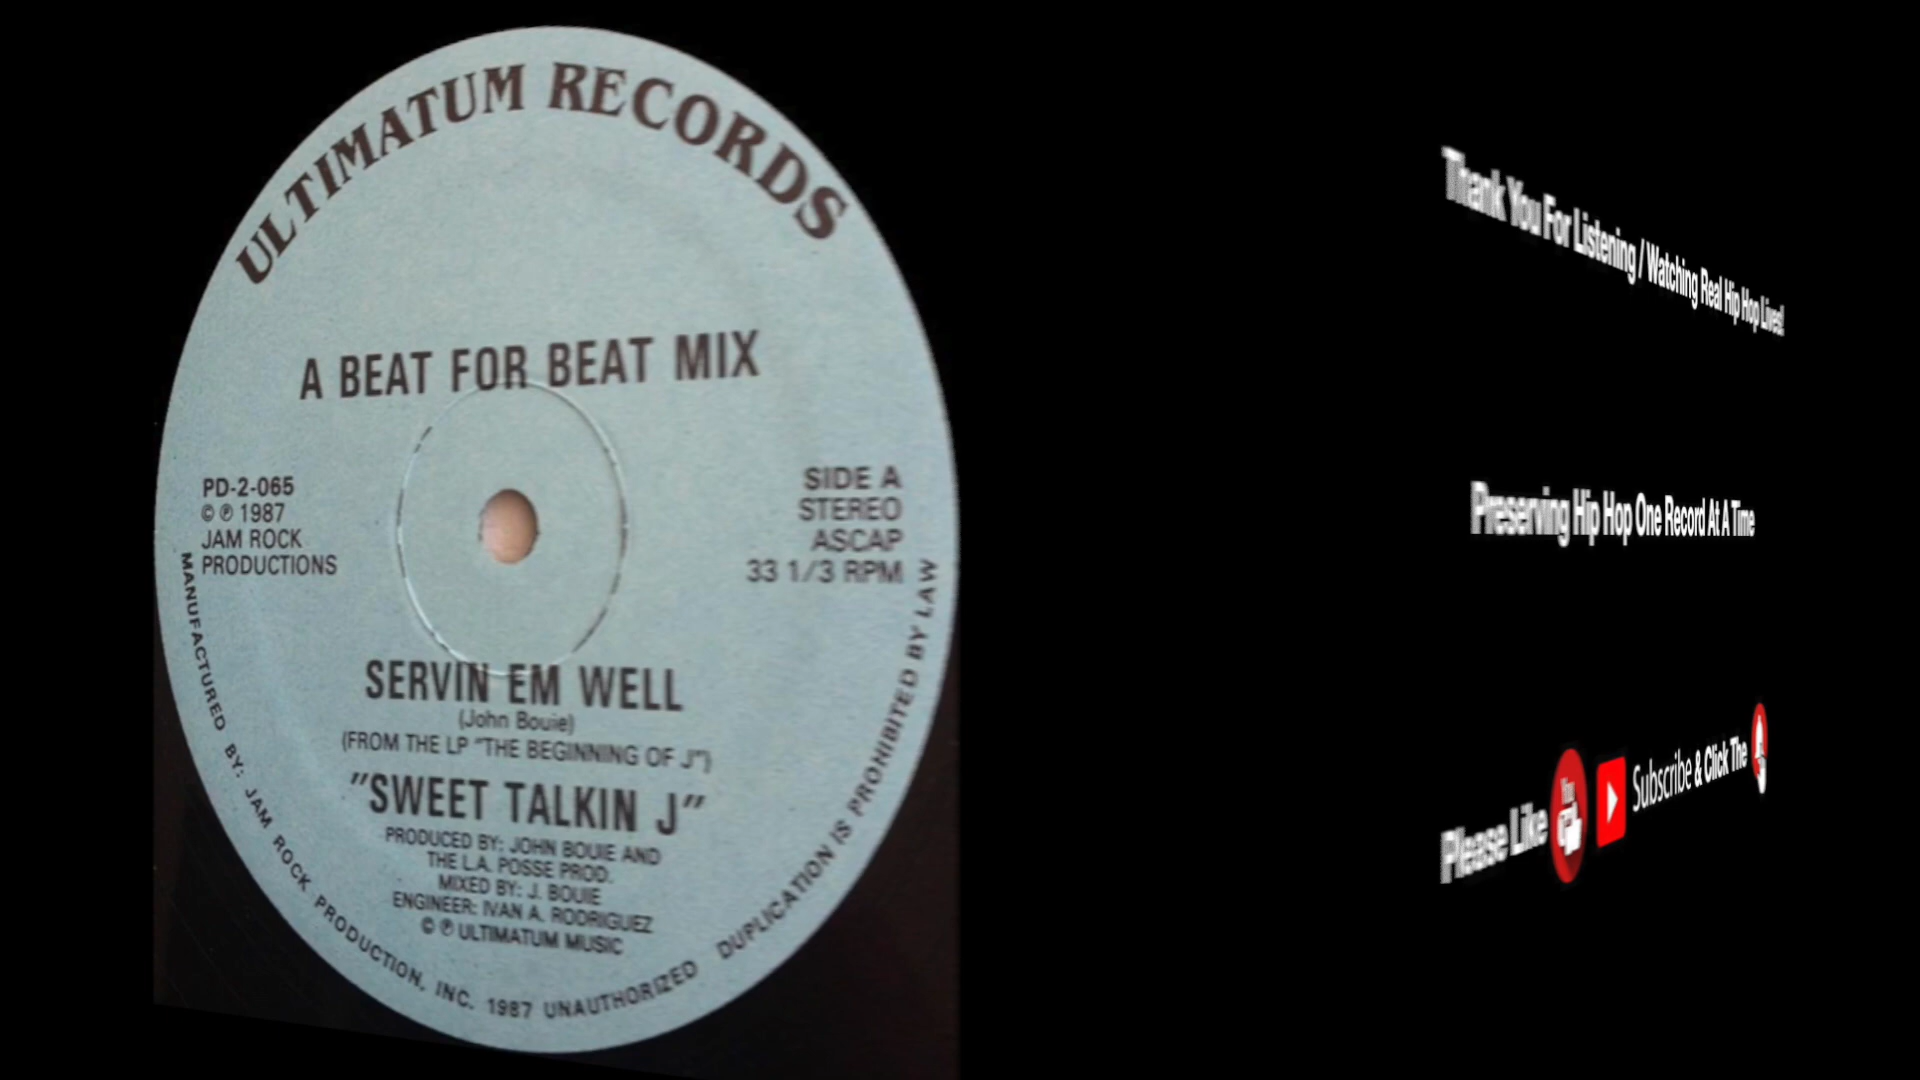 ULTIMATUM RECORDS
A BEAT FOR BEAT MIX
PD-2-065
© ℗ 1987
JAM ROCK
PRODUCTIONS
SIDE A
STEREO
ASCAP
33 1/3 RPM
SERVIN EM WELL
(John Bouie)
(FROM THE LP "THE BEGINNING OF J")
"SWEET TALKIN J"
PRODUCED BY: JOHN BOUIE AND
THE L.A. POSSE PROD.
MIXED BY: J. BOUIE
ENGINEER: IVAN A. RODRIGUEZ
© ℗ ULTIMATUM MUSIC
MANUFACTURED BY: JAM ROCK PRODUCTION, INC. 1987 UNAUTHORIZED DUPLICATION IS PROHIBITED BY LAW
Thank You For Listening / Watching Real Hip Hop Lives!
Preserving Hip Hop One Record At A Time
Please Like You Subscribe & Click The